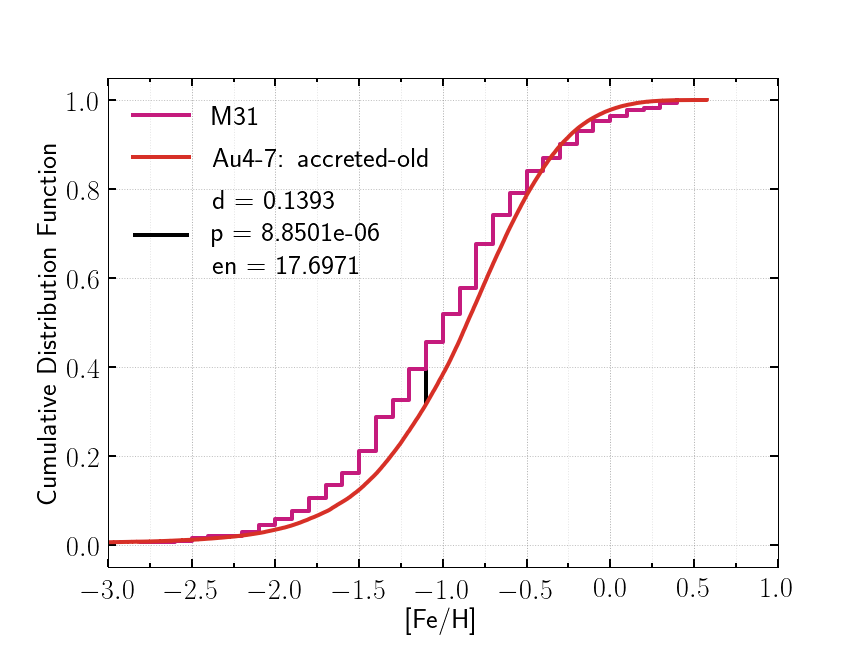 M31
Au4-7: accreted-old
d = 0.1393
p = 8.8501e-06
en = 17.6971
Cumulative Distribution Function
1.0
0.8
0.6
0.4
0.2
0.0
−3.0 −2.5 −2.0 −1.5 −1.0 −0.5 0.0 0.5 1.0
[Fe/H]